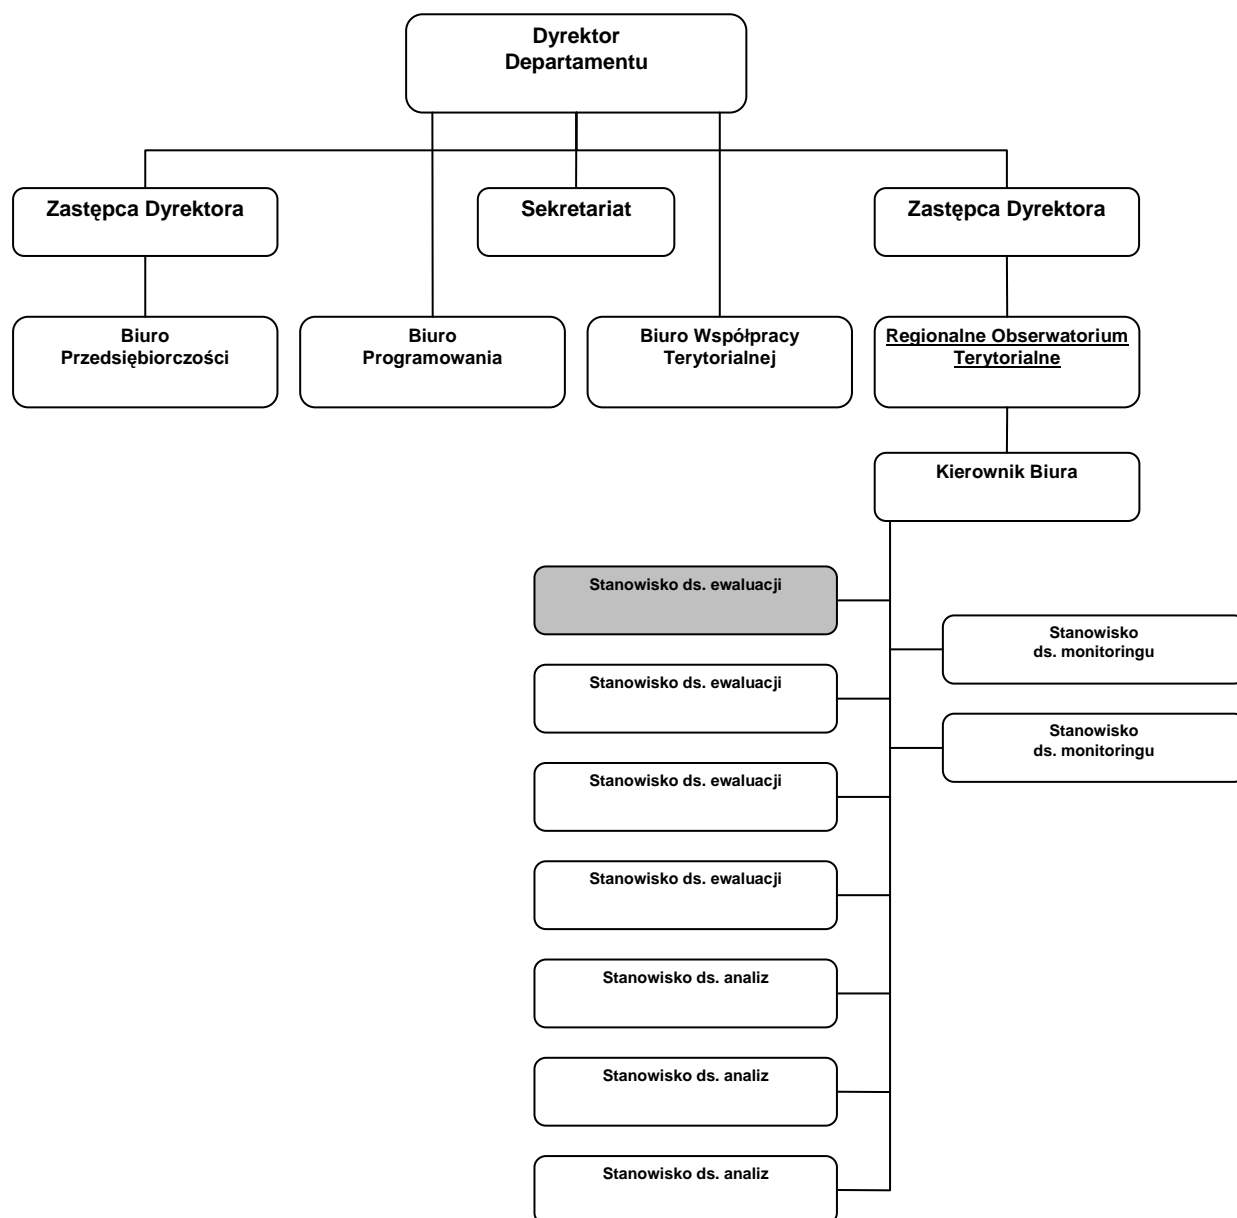 Dyrektor
Departamentu
Zastępca Dyrektora
Sekretariat
Zastępca Dyrektora
Biuro
Przedsiębiorczości
Biuro
Programowania
Biuro Współpracy
Terytorialnej
Regionalne Obserwatorium
Terytorialne
Kierownik Biura
Stanowisko ds. ewaluacji
Stanowisko
ds. monitoringu
Stanowisko ds. ewaluacji
Stanowisko
ds. monitoringu
Stanowisko ds. ewaluacji
Stanowisko ds. ewaluacji
Stanowisko ds. analiz
Stanowisko ds. analiz
Stanowisko ds. analiz